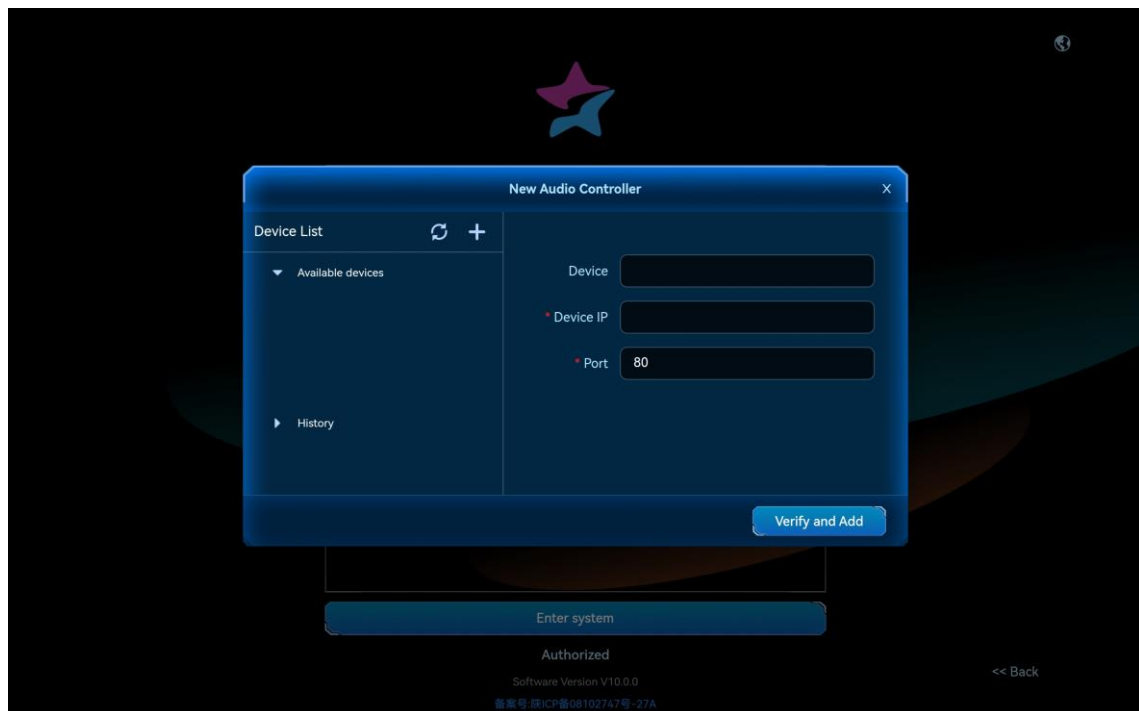 New Audio Controller X
Device List
Available devices
History
Device
* Device IP
* Port 80
Verify and Add
Enter system
Authorized
<< Back
Software Version V10.0.0
备案号:陕ICP备08102747号-27A